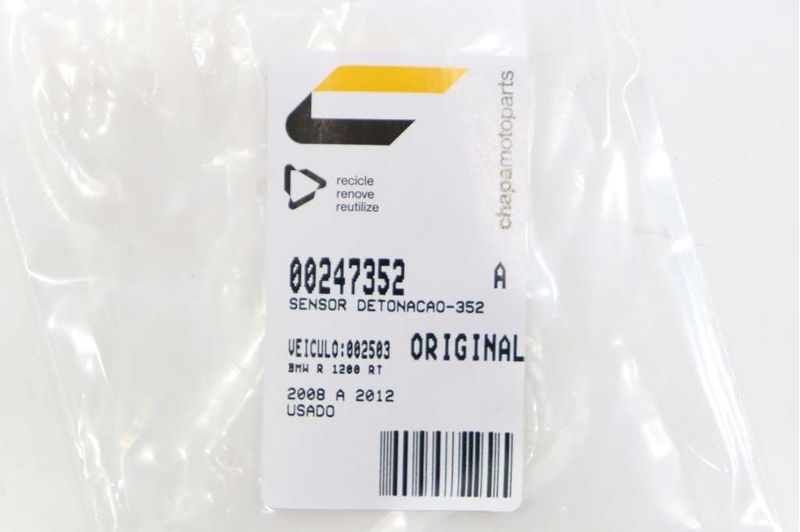 chapamotoparts
recicle
renove
reutilize
00247352 A
SENSOR DETONACAO-352
VEICULO:002503 ORIGINAL
BMW R 1200 RT
2008 A 2012
USADO